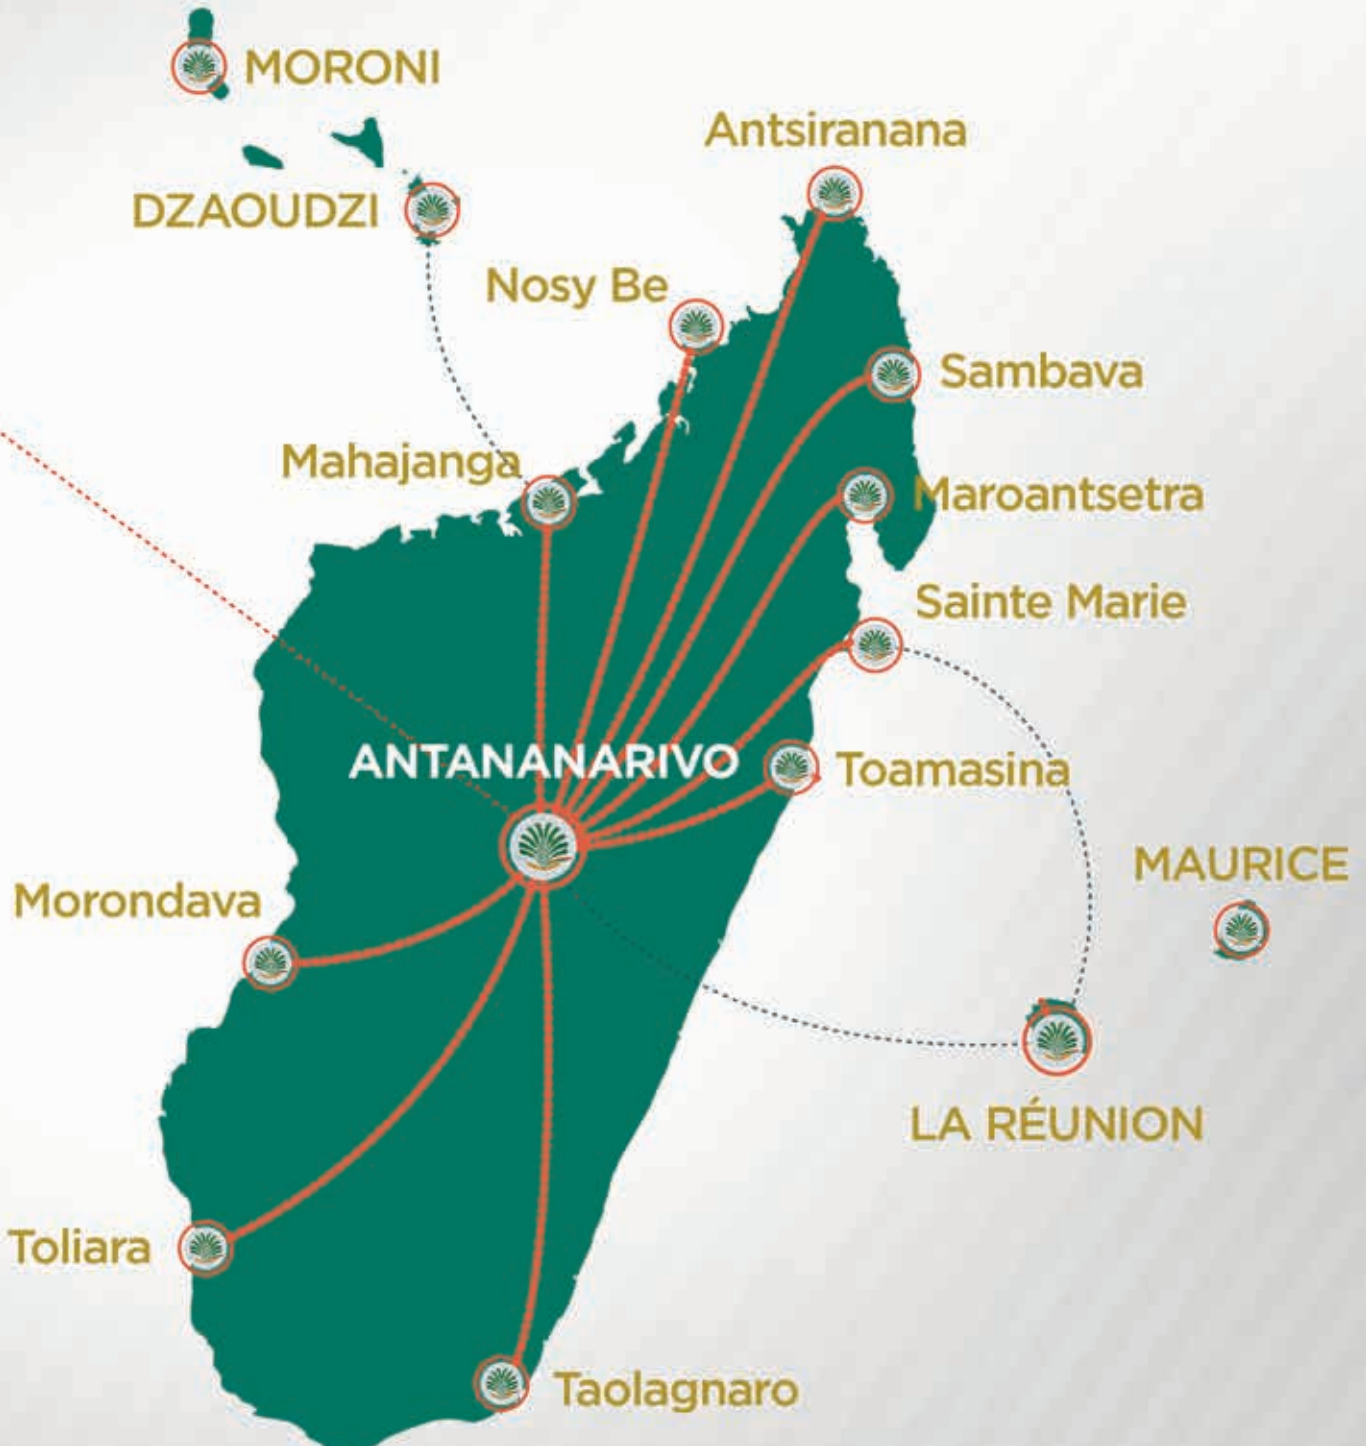 MORONI
Antsiranana
DZAOUDZI
Nosy Be
Sambava
Mahajanga
Maroantsetra
Sainte Marie
ANTANANARIVO
Toamasina
MAURICE
Morondava
LA RÉUNION
Toliara
Taolagnaro